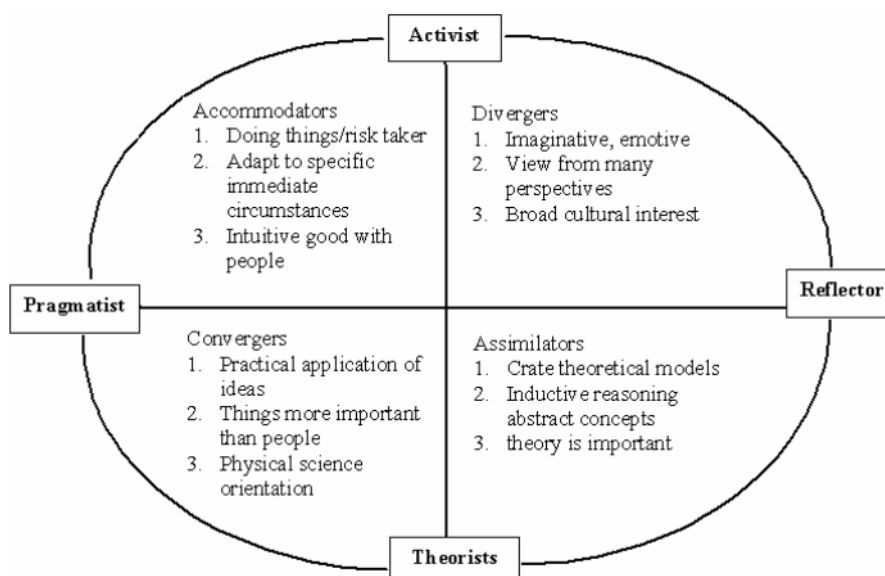 Activist
Accommodators
1. Doing things/risk taker
2. Adapt to specific
immediate
circumstances
3. Intuitive good with
people
Divergers
1. Imaginative, emotive
2. View from many
perspectives
3. Broad cultural interest
Pragmatist
Reflector
Convergers
1. Practical application of
ideas
2. Things more important
than people
3. Physical science
orientation
Assimilators
1. Crate theoretical models
2. Inductive reasoning
abstract concepts
3. theory is important
Theorists